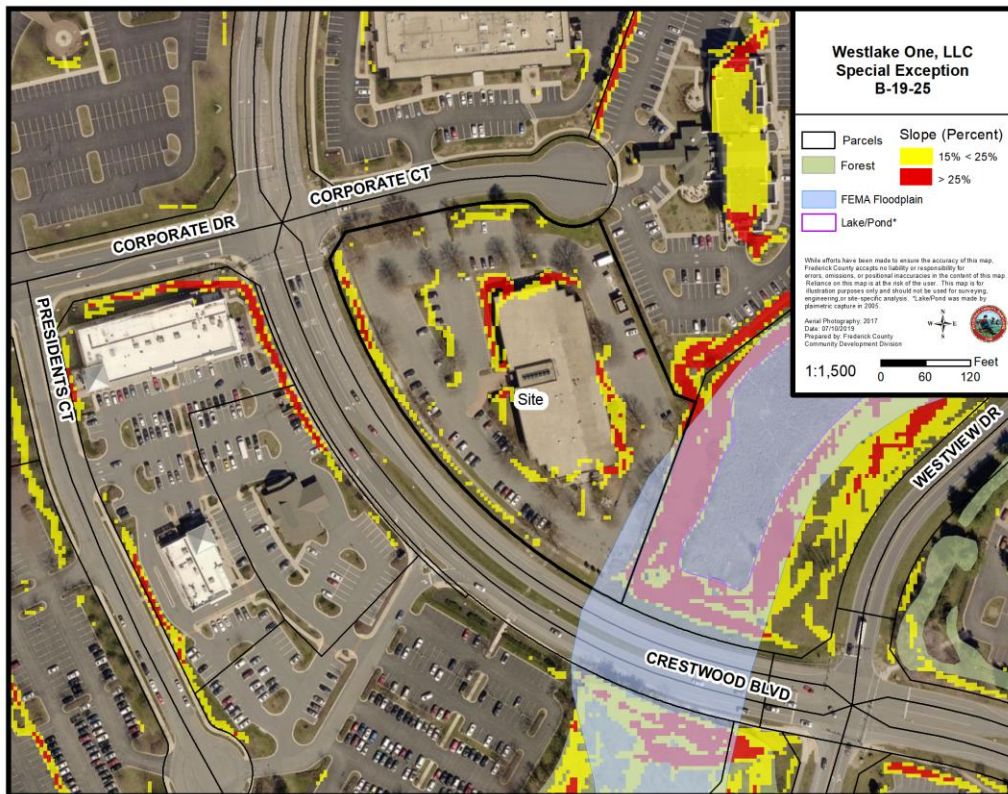 Westlake One, LLC
Special Exception
B-19-25
Parcels
Forest
FEMA Floodplain
Lake/Pond*
Slope (Percent)
15% < 25%
> 25%
While efforts have been made to ensure the accuracy of this map,
Frederick County accepts no liability or responsibility for
errors, omissions, or positional inaccuracies in the content of this map.
Reliance on this map is at the risk of the user. This map is for
illustration purposes only and should not be used for surveying,
engineering, or site-specific analysis. *Lake/Pond was made by
planimetric capture in 2005.
Aerial Photography, 2017
Date: 07/10/2019
Prepared by: Frederick County
Community Development Division
N
W
E
S
1:1,500
Feet
0 60 120
CORPORATE CT
CORPORATE DR
PRESIDENTS CT
Site
WESTVIEW DR
CRESTWOOD BLVD